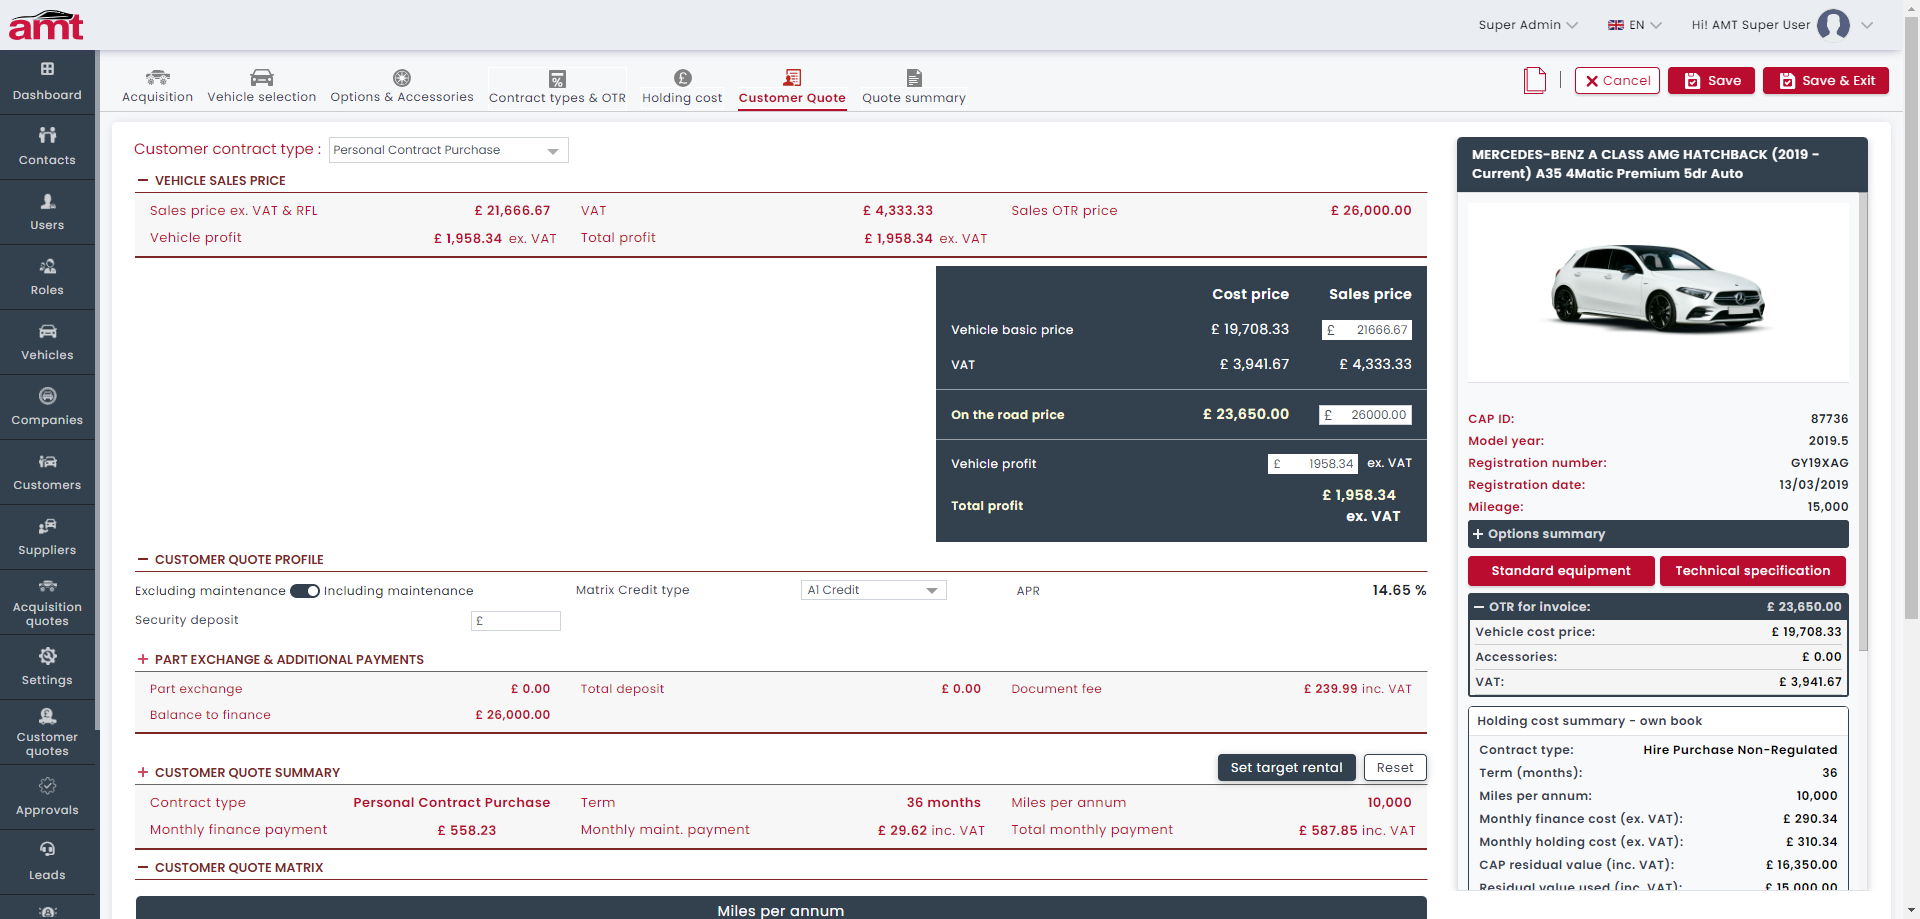 amt
Super Admin
EN
Hi! AMT Super User
Dashboard
Contacts
Users
Roles
Vehicles
Companies
Customers
Suppliers
Acquisition
quotes
Settings
Customer
quotes
Approvals
Leads
Acquisition
Vehicle selection
Options & Accessories
Contract types & OTR
Holding cost
Customer Quote
Quote summary
Cancel
Save
Save & Exit
Customer contract type :
Personal Contract Purchase
VEHICLE SALES PRICE
Sales price ex. VAT & RFL £ 21,666.67 VAT £ 4,333.33 Sales OTR price £ 26,000.00
Vehicle profit £ 1,958.34 ex. VAT Total profit £ 1,958.34 ex. VAT
Cost price Sales price
Vehicle basic price £ 19,708.33 £ 21666.67
VAT £ 3,941.67 £ 4,333.33
On the road price £ 23,650.00 £ 26000.00
Vehicle profit £ 1958.34 ex. VAT
Total profit £ 1,958.34
ex. VAT
CUSTOMER QUOTE PROFILE
Excluding maintenance Including maintenance Matrix Credit type A1 Credit APR 14.65 %
Security deposit £
+ PART EXCHANGE & ADDITIONAL PAYMENTS
Part exchange £ 0.00 Total deposit £ 0.00 Document fee £ 239.99 inc. VAT
Balance to finance £ 26,000.00
+ CUSTOMER QUOTE SUMMARY
Set target rental Reset
Contract type Personal Contract Purchase Term 36 months Miles per annum 10,000
Monthly finance payment £ 558.23 Monthly maint. payment £ 29.62 inc. VAT Total monthly payment £ 587.85 inc. VAT
CUSTOMER QUOTE MATRIX
Miles per annum
MERCEDES-BENZ A CLASS AMG HATCHBACK (2019 -
Current) A35 4Matic Premium 5dr Auto
CAP ID: 87736
Model year: 2019.5
Registration number: GY19XAG
Registration date: 13/03/2019
Mileage: 15,000
+ Options summary
Standard equipment Technical specification
OTR for invoice: £ 23,650.00
Vehicle cost price: £ 19,708.33
Accessories: £ 0.00
VAT: £ 3,941.67
Holding cost summary - own book
Contract type: Hire Purchase Non-Regulated
Term (months): 36
Miles per annum: 10,000
Monthly finance cost (ex. VAT): £ 290.34
Monthly holding cost (ex. VAT): £ 310.34
CAP residual value (inc. VAT): £ 16,350.00
Residual value used (inc. VAT): £ 15,000.00